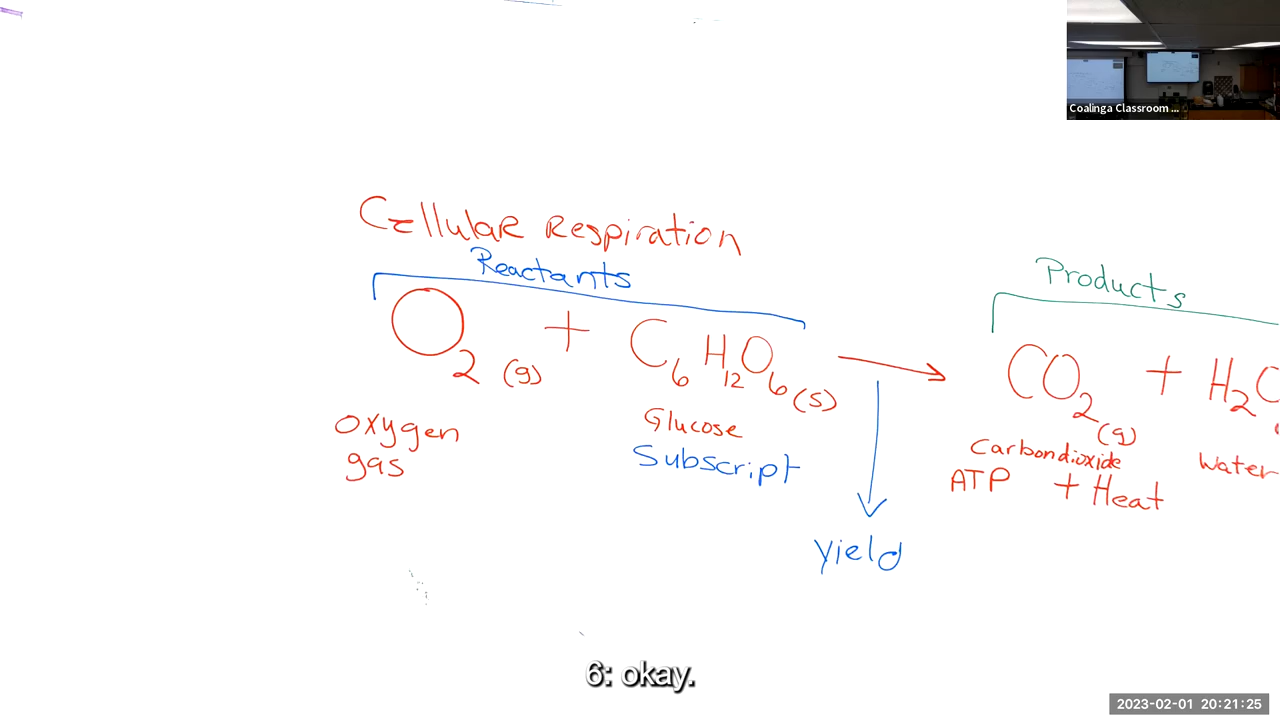 Coalinga Classroom ...
Cellular Respiration
Reactants
Products
O2 (g) + C6H12O6 (s) → CO2 (g) + H2O
Oxygen gas
Glucose
Subscript
Carbondioxide
Water
ATP + Heat
yield
6: okay.
2023-02-01 20:21:25